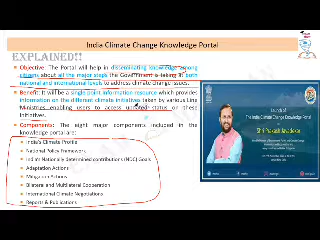 India Climate Change Knowledge Portal
EXPLAINED!!!
Objective: The Portal will help in disseminating knowledge among
citizens about all major steps the Government is taking at both
national and international levels to address climate change issues.
Benefit: It will be a single point information resource which provides
information on the different climate initiatives taken by various Line
Ministries enabling users to access updated status on these
initiatives.
Components: The eight major components included in
the knowledge portal are:
India's Climate Profile
National Policy Framework
India's Nationally determined contributions (NDC) Goals
Adaptation Actions
Mitigation Actions
Bilateral and Multilateral Cooperation
International Climate Negotiations
Reports & Publications
Launch of
The India Climate Change Knowledge Portal
Shri Prakash Javadekar